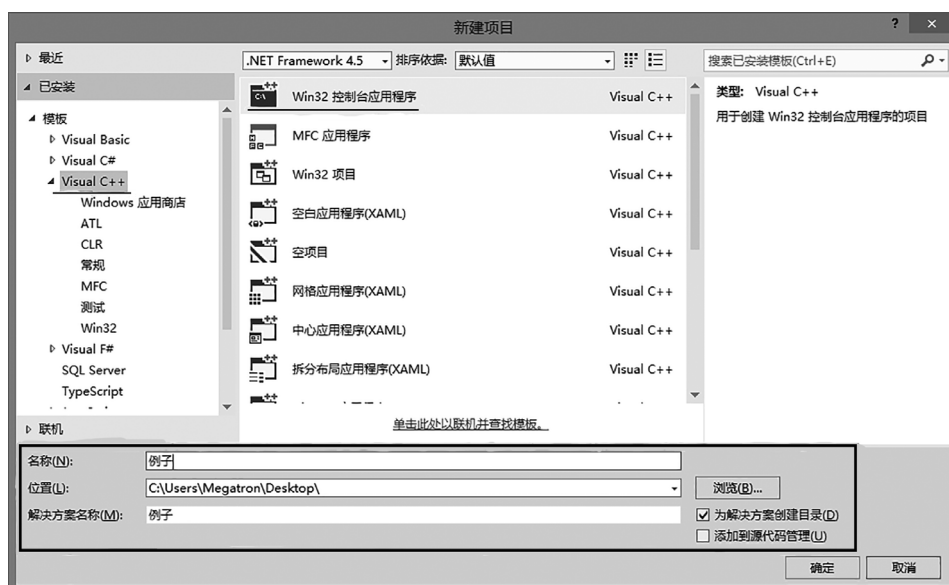 新建项目
?
×
最近
.NET Framework 4.5
排序依据:
默认值
搜索已安装模板(Ctrl+E)
已安装
模板
Visual Basic
Visual C#
Visual C++
Windows 应用商店
ATL
CLR
常规
MFC
测试
Win32
Visual F#
SQL Server
TypeScript
联机
Win32 控制台应用程序
Visual C++
MFC 应用程序
Visual C++
Win32 项目
Visual C++
空白应用程序(XAML)
Visual C++
空项目
Visual C++
网格应用程序(XAML)
Visual C++
中心应用程序(XAML)
Visual C++
拆分布局应用程序(XAML)
Visual C++
单击此处以联机并查找模板。
类型: Visual C++
用于创建 Win32 控制台应用程序的项目
名称(N):
例子
位置(L):
C:\Users\Megatron\Desktop\
浏览(B)...
解决方案名称(M):
例子
为解决方案创建目录(D)
添加到源代码管理(U)
确定
取消